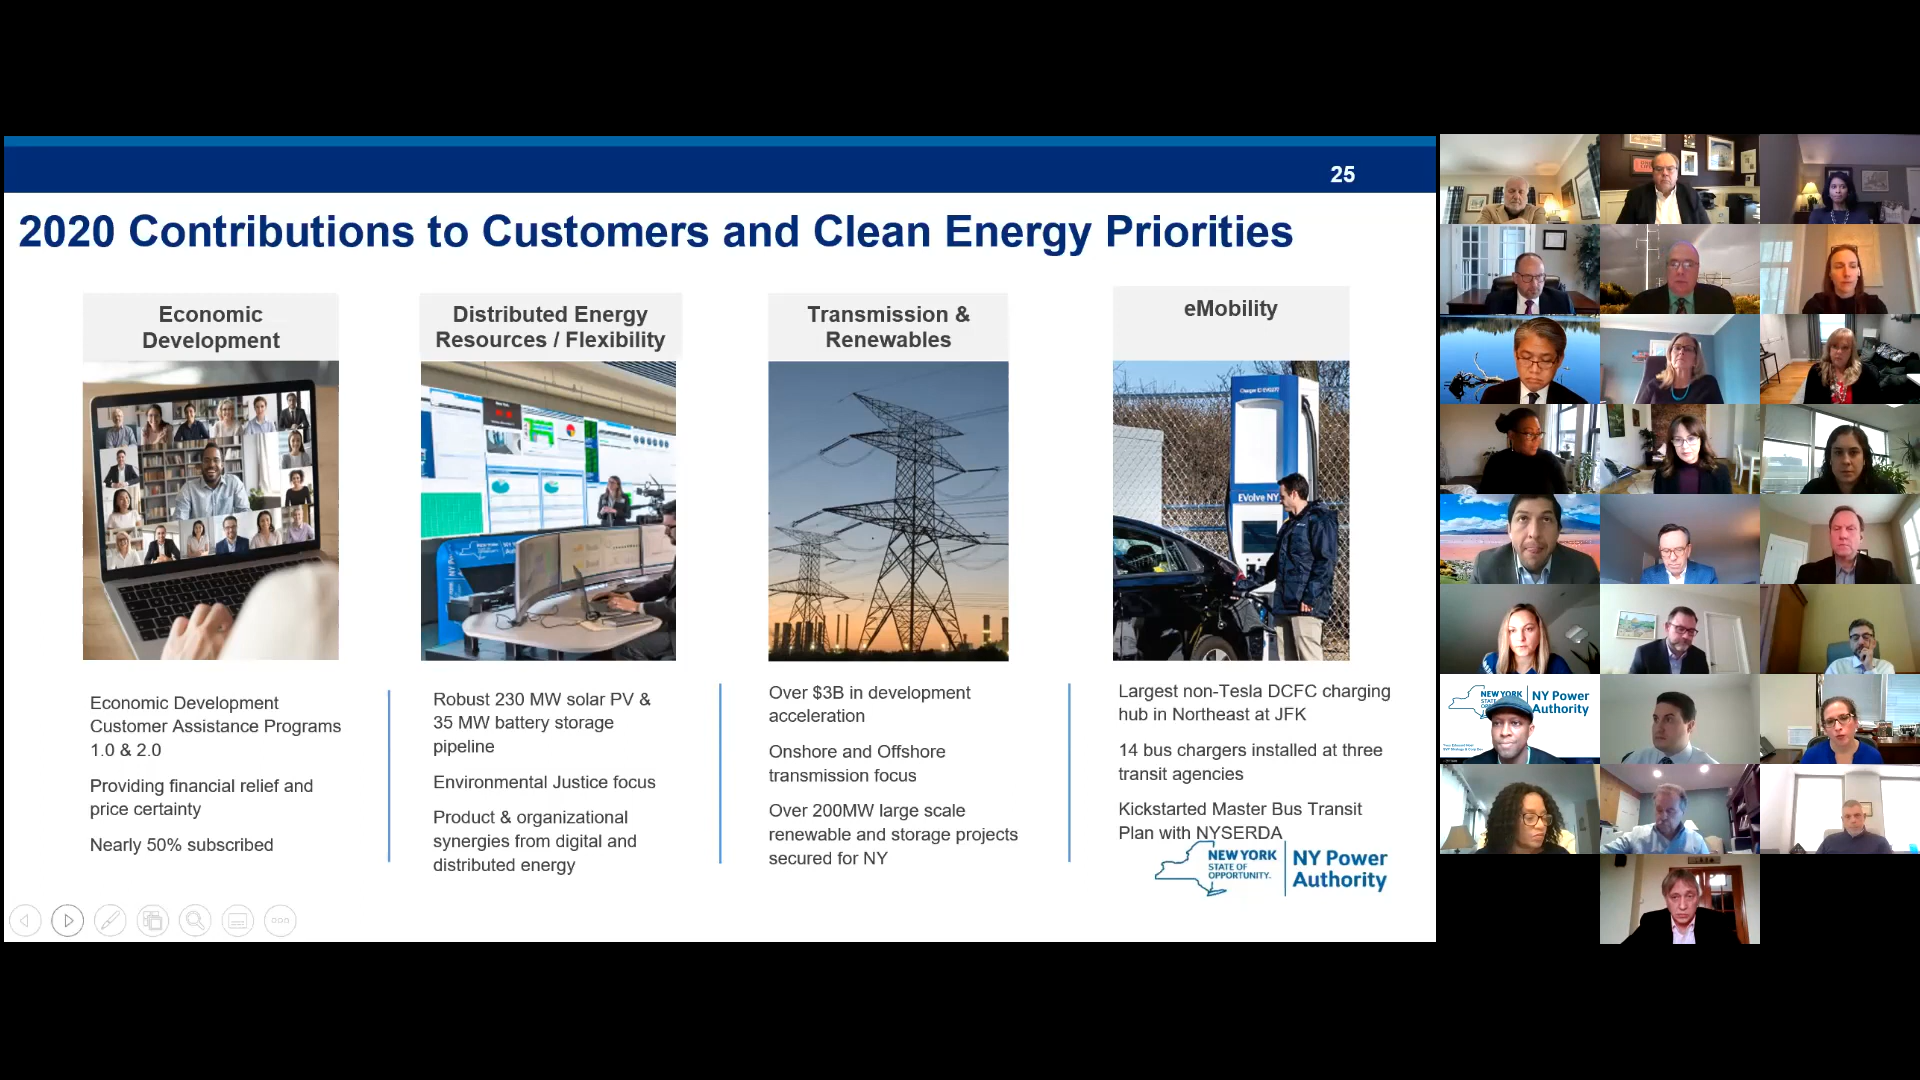 25
2020 Contributions to Customers and Clean Energy Priorities
Economic
Development
Economic Development
Customer Assistance Programs
1.0 & 2.0
Providing financial relief and
price certainty
Nearly 50% subscribed
Distributed Energy
Resources / Flexibility
NY Power
Authority
Robust 230 MW solar PV &
35 MW battery storage
pipeline
Environmental Justice focus
Product & organizational
synergies from digital and
distributed energy
Transmission &
Renewables
Over $3B in development
acceleration
Onshore and Offshore
transmission focus
Over 200MW large scale
renewable and storage projects
secured for NY
eMobility
EVolve NY
Largest non-Tesla DCFC charging
hub in Northeast at JFK
14 bus chargers installed at three
transit agencies
Kickstarted Master Bus Transit
Plan with NYSERDA
NEW YORK
STATE OF
OPPORTUNITY.
NY Power
Authority
NEW YORK
STATE OF
NY Power
Authority